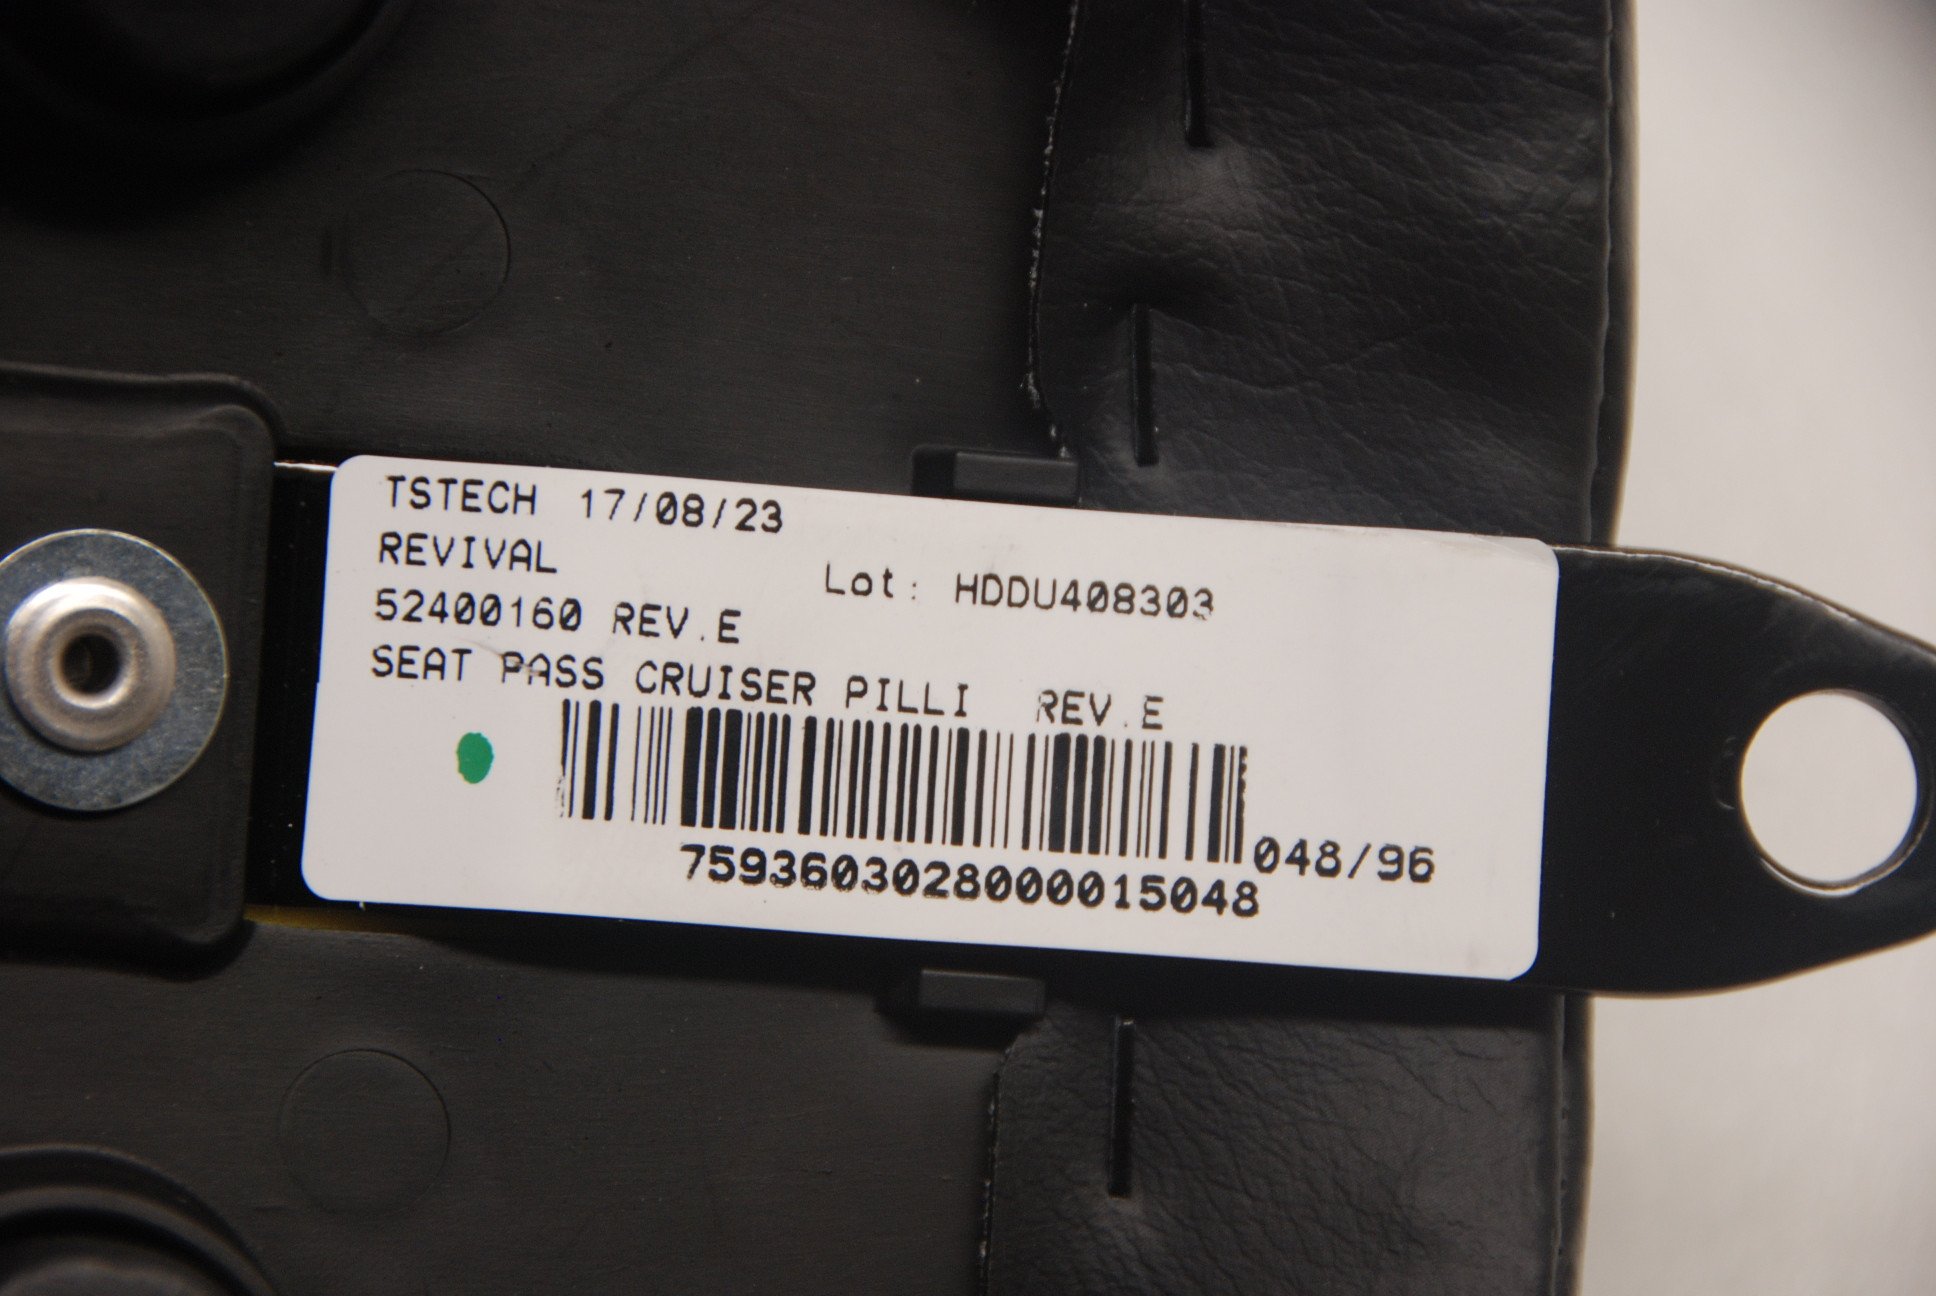 TSTECH 17/08/23
REVIVAL
Lot: HDDU408303
52400160 REV.E
SEAT PASS CRUISER PILLI REV.E
048/96
7593603028000015048